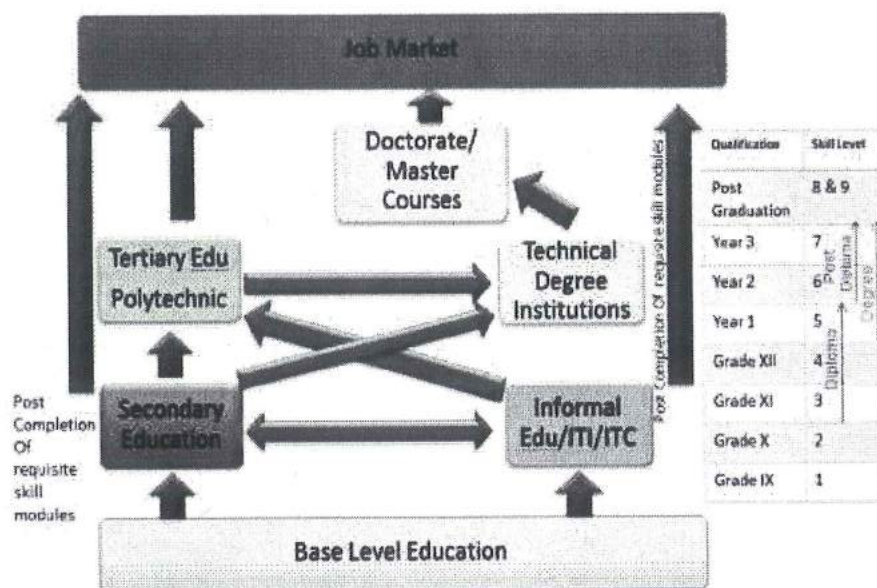 Job Market
Doctorate/
Master
Courses
Tertiary Edu
Polytechnic
Technical
Degree
Institutions
Secondary
Education
Informal
Edu/ITI/ITC
Base Level Education
Post
Completion
Of
requisite
skill
modules
Post Completion Of requisite skill modules
Qualification Skill Level
Post
Graduation 8 & 9
Year 3 7
Year 2 6
Year 1 5
Grade XII 4
Grade XI 3
Grade X 2
Grade IX 1
Diploma
Post
Diploma
Degree